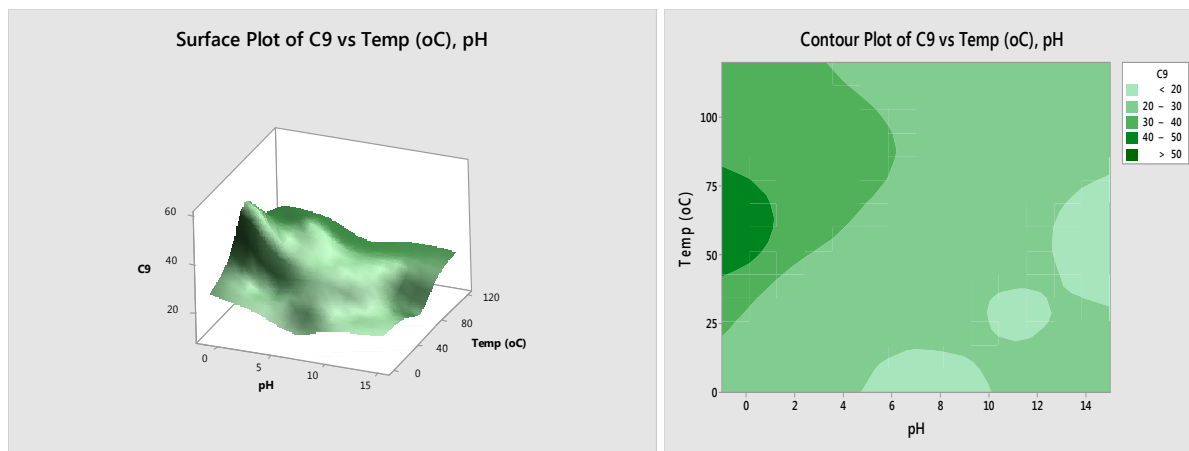 Surface Plot of C9 vs Temp (oC), pH
60
40
20
C9
0
5
10
15
pH
0
40
80
120
Temp (oC)
Contour Plot of C9 vs Temp (oC), pH
100
75
50
25
0
Temp (oC)
0 2 4 6 8 10 12 14
pH
C9
< 20
20 – 30
30 – 40
40 – 50
> 50